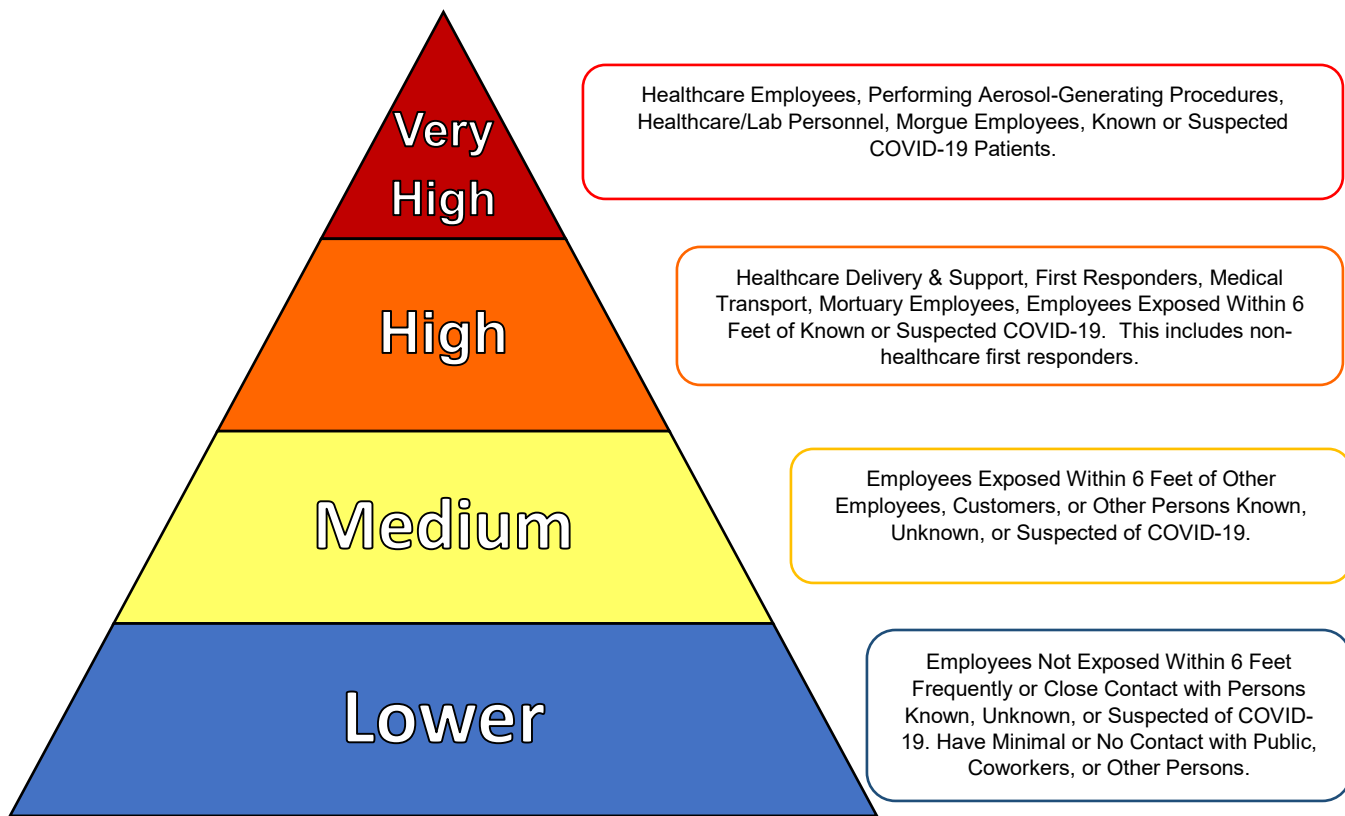 Very
High
Healthcare Employees, Performing Aerosol-Generating Procedures,
Healthcare/Lab Personnel, Morgue Employees, Known or Suspected
COVID-19 Patients.
High
Healthcare Delivery & Support, First Responders, Medical
Transport, Mortuary Employees, Employees Exposed Within 6
Feet of Known or Suspected COVID-19.  This includes non-
healthcare first responders.
Medium
Employees Exposed Within 6 Feet of Other
Employees, Customers, or Other Persons Known,
Unknown, or Suspected of COVID-19.
Lower
Employees Not Exposed Within 6 Feet
Frequently or Close Contact with Persons
Known, Unknown, or Suspected of COVID-
19. Have Minimal or No Contact with Public,
Coworkers, or Other Persons.